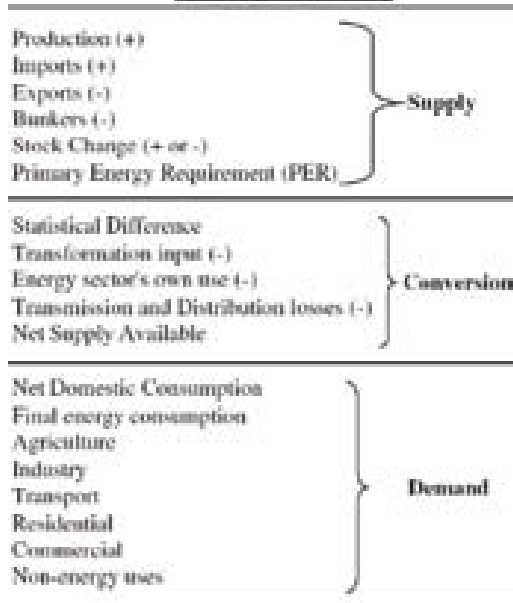 Production (+)
Imports (+)
Exports (-)
Bunkers (-)
Stock Change (+ or -)
Primary Energy Requirement (PER)
Supply
Statistical Difference
Transformation input (-)
Energy sector's own use (-)
Transmission and Distribution losses (-)
Net Supply Available
Conversion
Net Domestic Consumption
Final energy consumption
Agriculture
Industry
Transport
Residential
Commercial
Non-energy uses
Demand